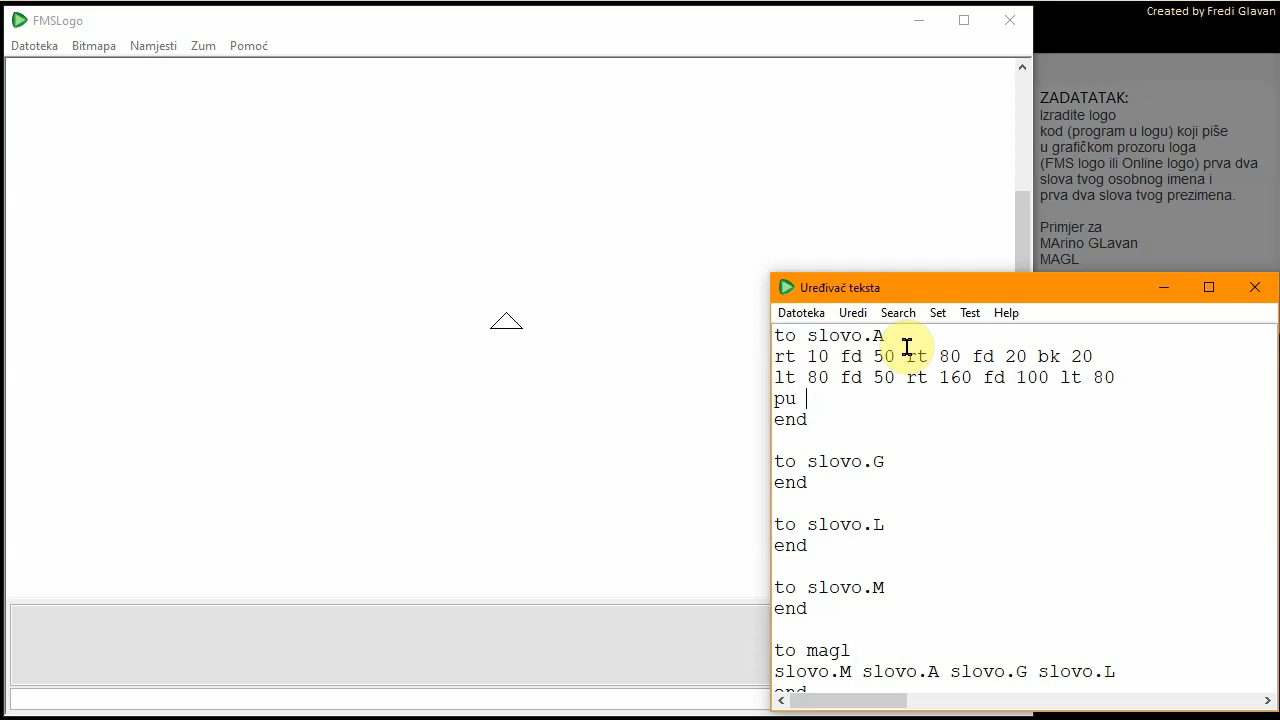 Created by Fredi Glavan
FMSLogo
Datoteka Bitmapa Namjesti Zum Pomoć
ZADATATAK:
Izradite logo
kod (program u logu) koji piše
u grafičkom prozoru loga
(FMS logo ili Online logo) prva dva
slova tvog osobnog imena i
prva dva slova tvog prezimena.
Primjer za
MArino GLavan
MAGL
Uređivač teksta
Datoteka Uredi Search Set Test Help
to slovo.A
rt 10 fd 50 rt 80 fd 20 bk 20
lt 80 fd 50 rt 160 fd 100 lt 80
pu
end
to slovo.G
end
to slovo.L
end
to slovo.M
end
to magl
slovo.M slovo.A slovo.G slovo.L
end